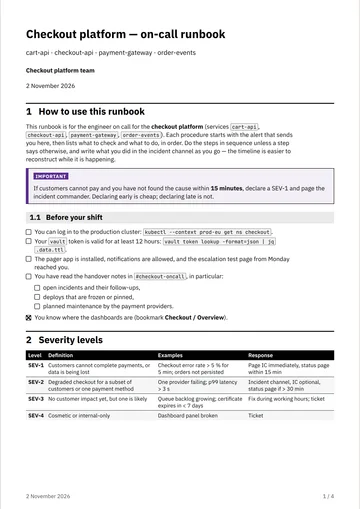 Checkout platform — on-call runbook
cart-api · checkout-api · payment-gateway · order-events
Checkout platform team
2 November 2026
1 How to use this runbook
This runbook is for the engineer on call for the checkout platform (services cart-api,
checkout-api, payment-gateway, order-events). Each procedure starts with the alert that sends
you here, then lists what to check and what to do, in order. Do the steps in sequence unless a step
says otherwise, and write what you did in the incident channel as you go — the timeline is easier to
reconstruct while it is happening.
IMPORTANT
If customers cannot pay and you have not found the cause within 15 minutes, declare a SEV-1 and page the
incident commander. Declaring early is cheap; declaring late is not.
1.1 Before your shift
You can log in to the production cluster: kubectl --context prod-eu get ns checkout.
Your vault token is valid for at least 12 hours: vault token lookup -format=json | jq
.data.ttl.
The pager app is installed, notifications are allowed, and the escalation test page from Monday
reached you.
You have read the handover notes in #checkout-oncall, in particular:
open incidents and their follow-ups,
deploys that are frozen or pinned,
planned maintenance by the payment providers.
You know where the dashboards are (bookmark Checkout / Overview).
2 Severity levels
Level Definition Examples Response
SEV-1 Customers cannot complete payments, or Checkout error rate > 5 % for Page IC immediately, status page
data is being lost 5 min; orders not persisted within 15 min
SEV-2 Degraded checkout for a subset of One provider failing; p99 latency Incident channel, IC optional,
customers or one payment method > 3 s status page if > 30 min
SEV-3 No customer impact yet, but one is likely Queue backlog growing; certificate Fix during working hours; ticket
expires in < 7 days
SEV-4 Cosmetic or internal-only Dashboard panel broken Ticket
2 November 2026 1 / 4